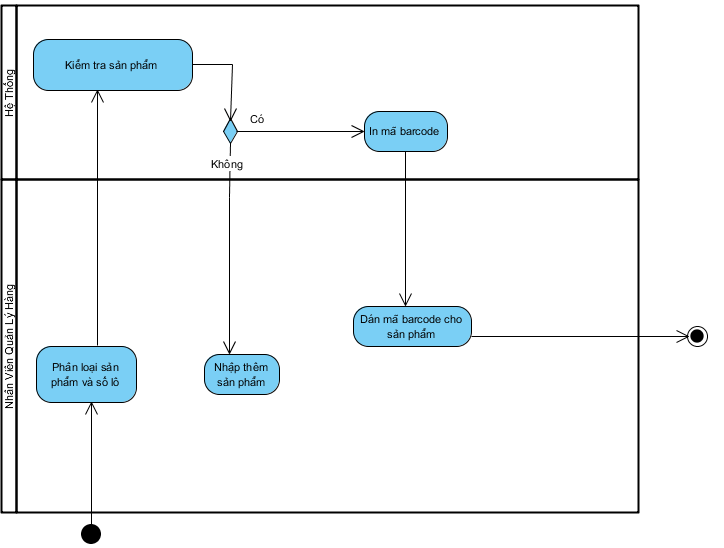 Hệ Thống
Kiểm tra sản phẩm
Có
In mã barcode
Không
Nhân Viên Quản Lý Hàng
Phân loại sản
phẩm và số lô
Nhập thêm
sản phẩm
Dán mã barcode cho
sản phẩm